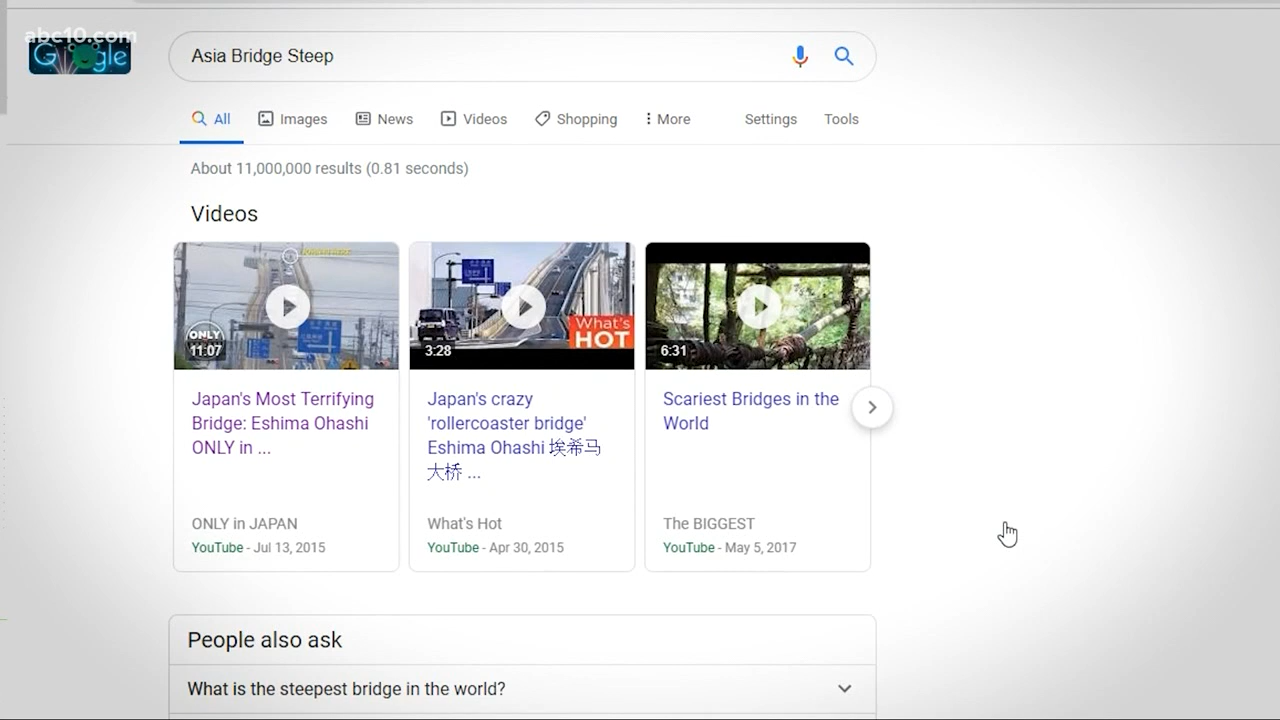 abc10.com
Google
Asia Bridge Steep
All
Images
News
Videos
Shopping
More
Settings
Tools
About 11,000,000 results (0.81 seconds)
Videos
ONLY
11:07
What's
HOT
3:28
6:31
Japan's Most Terrifying
Bridge: Eshima Ohashi
ONLY in ...
Japan's crazy
'rollercoaster bridge'
Eshima Ohashi 埃希马
大桥 ...
Scariest Bridges in the
World
ONLY in JAPAN
YouTube - Jul 13, 2015
What's Hot
YouTube - Apr 30, 2015
The BIGGEST
YouTube - May 5, 2017
People also ask
What is the steepest bridge in the world?